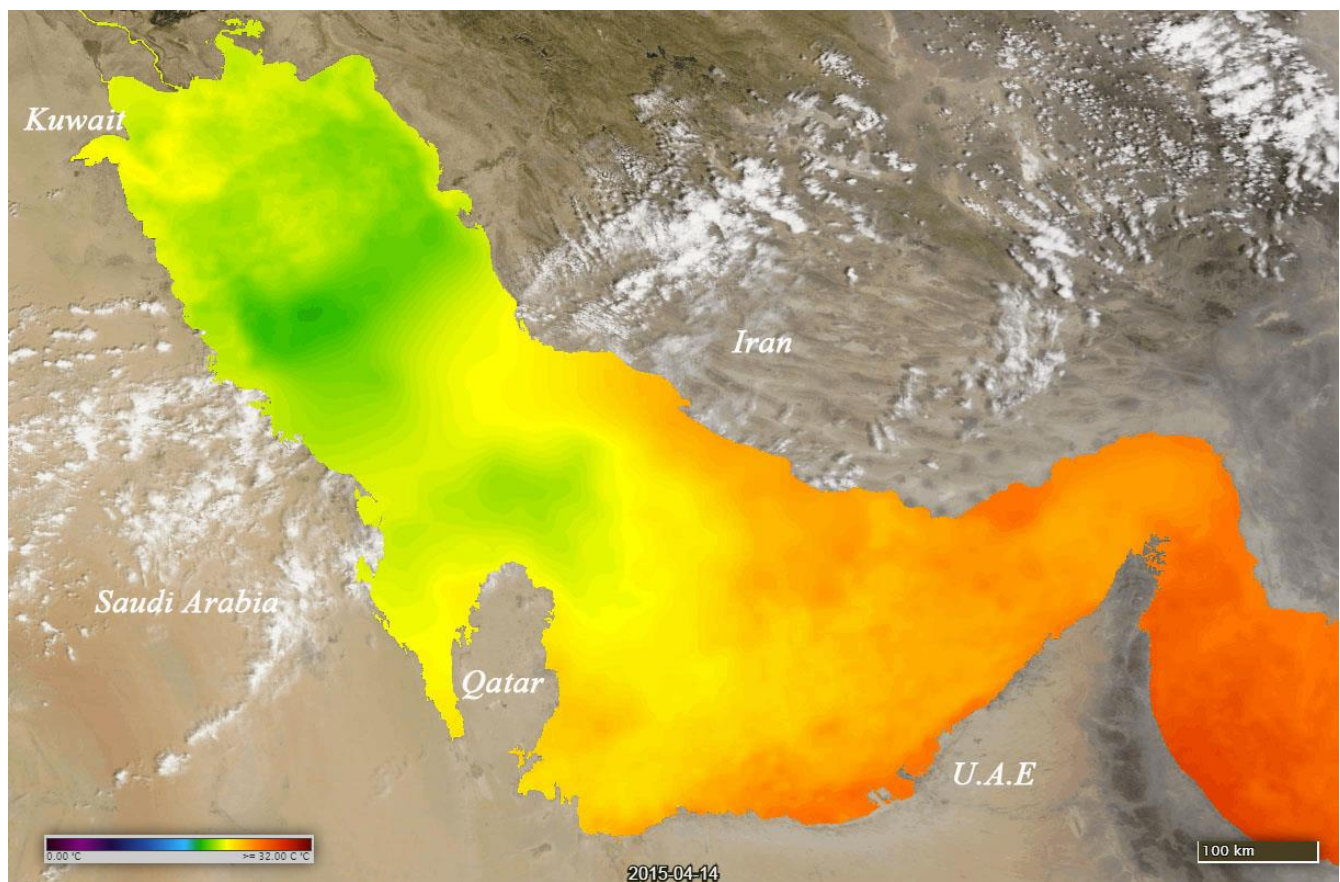 Kuwait
Iran
Saudi Arabia
Qatar
U.A.E
0.00 °C
>= 32.00 C °C
100 km
2015-04-14